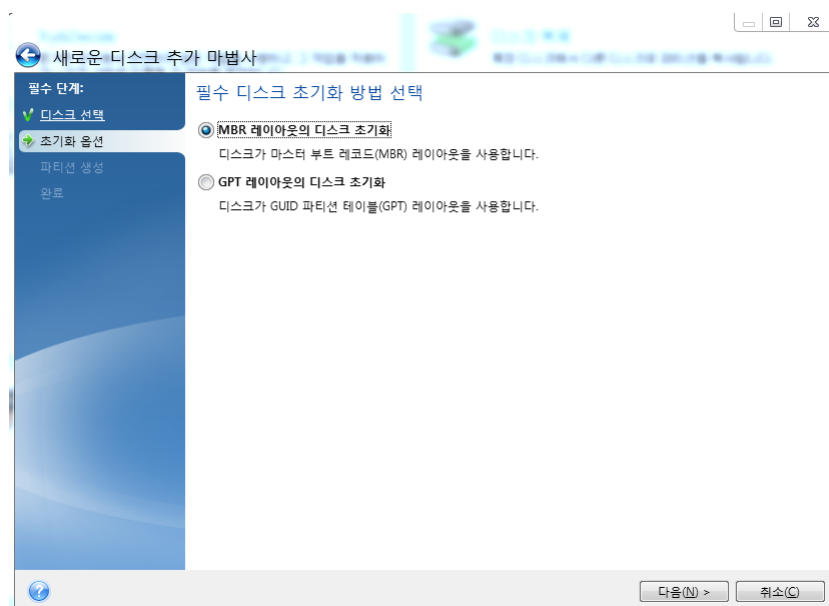 새로운 디스크 추가 마법사
필수 단계:
디스크 선택
초기화 옵션
파티션 생성
완료
필수 디스크 초기화 방법 선택
MBR 레이아웃의 디스크 초기화
디스크가 마스터 부트 레코드(MBR) 레이아웃을 사용합니다.
GPT 레이아웃의 디스크 초기화
디스크가 GUID 파티션 테이블(GPT) 레이아웃을 사용합니다.
다음(N) >
취소(C)